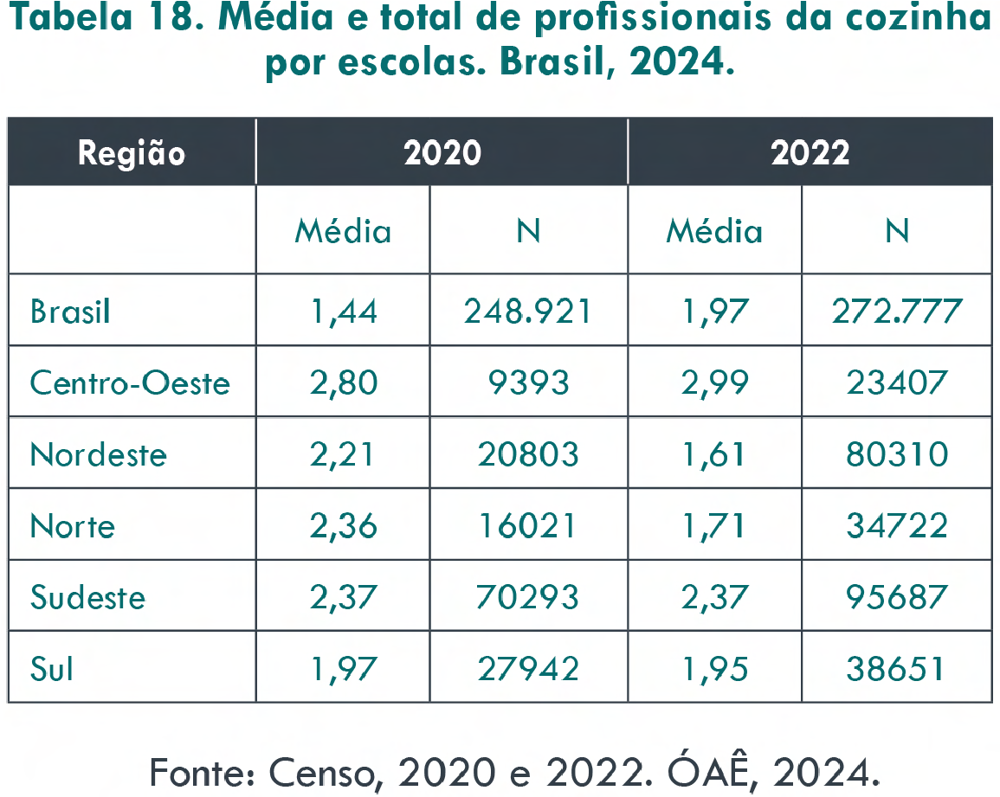 Tabela 18. Média e total de profissionais da cozinha
por escolas. Brasil, 2024.
Região 2020 2022
Média N Média N
Brasil 1,44 248.921 1,97 272.777
Centro-Oeste 2,80 9393 2,99 23407
Nordeste 2,21 20803 1,61 80310
Norte 2,36 16021 1,71 34722
Sudeste 2,37 70293 2,37 95687
Sul 1,97 27942 1,95 38651
Fonte: Censo, 2020 e 2022. ÓAÊ, 2024.